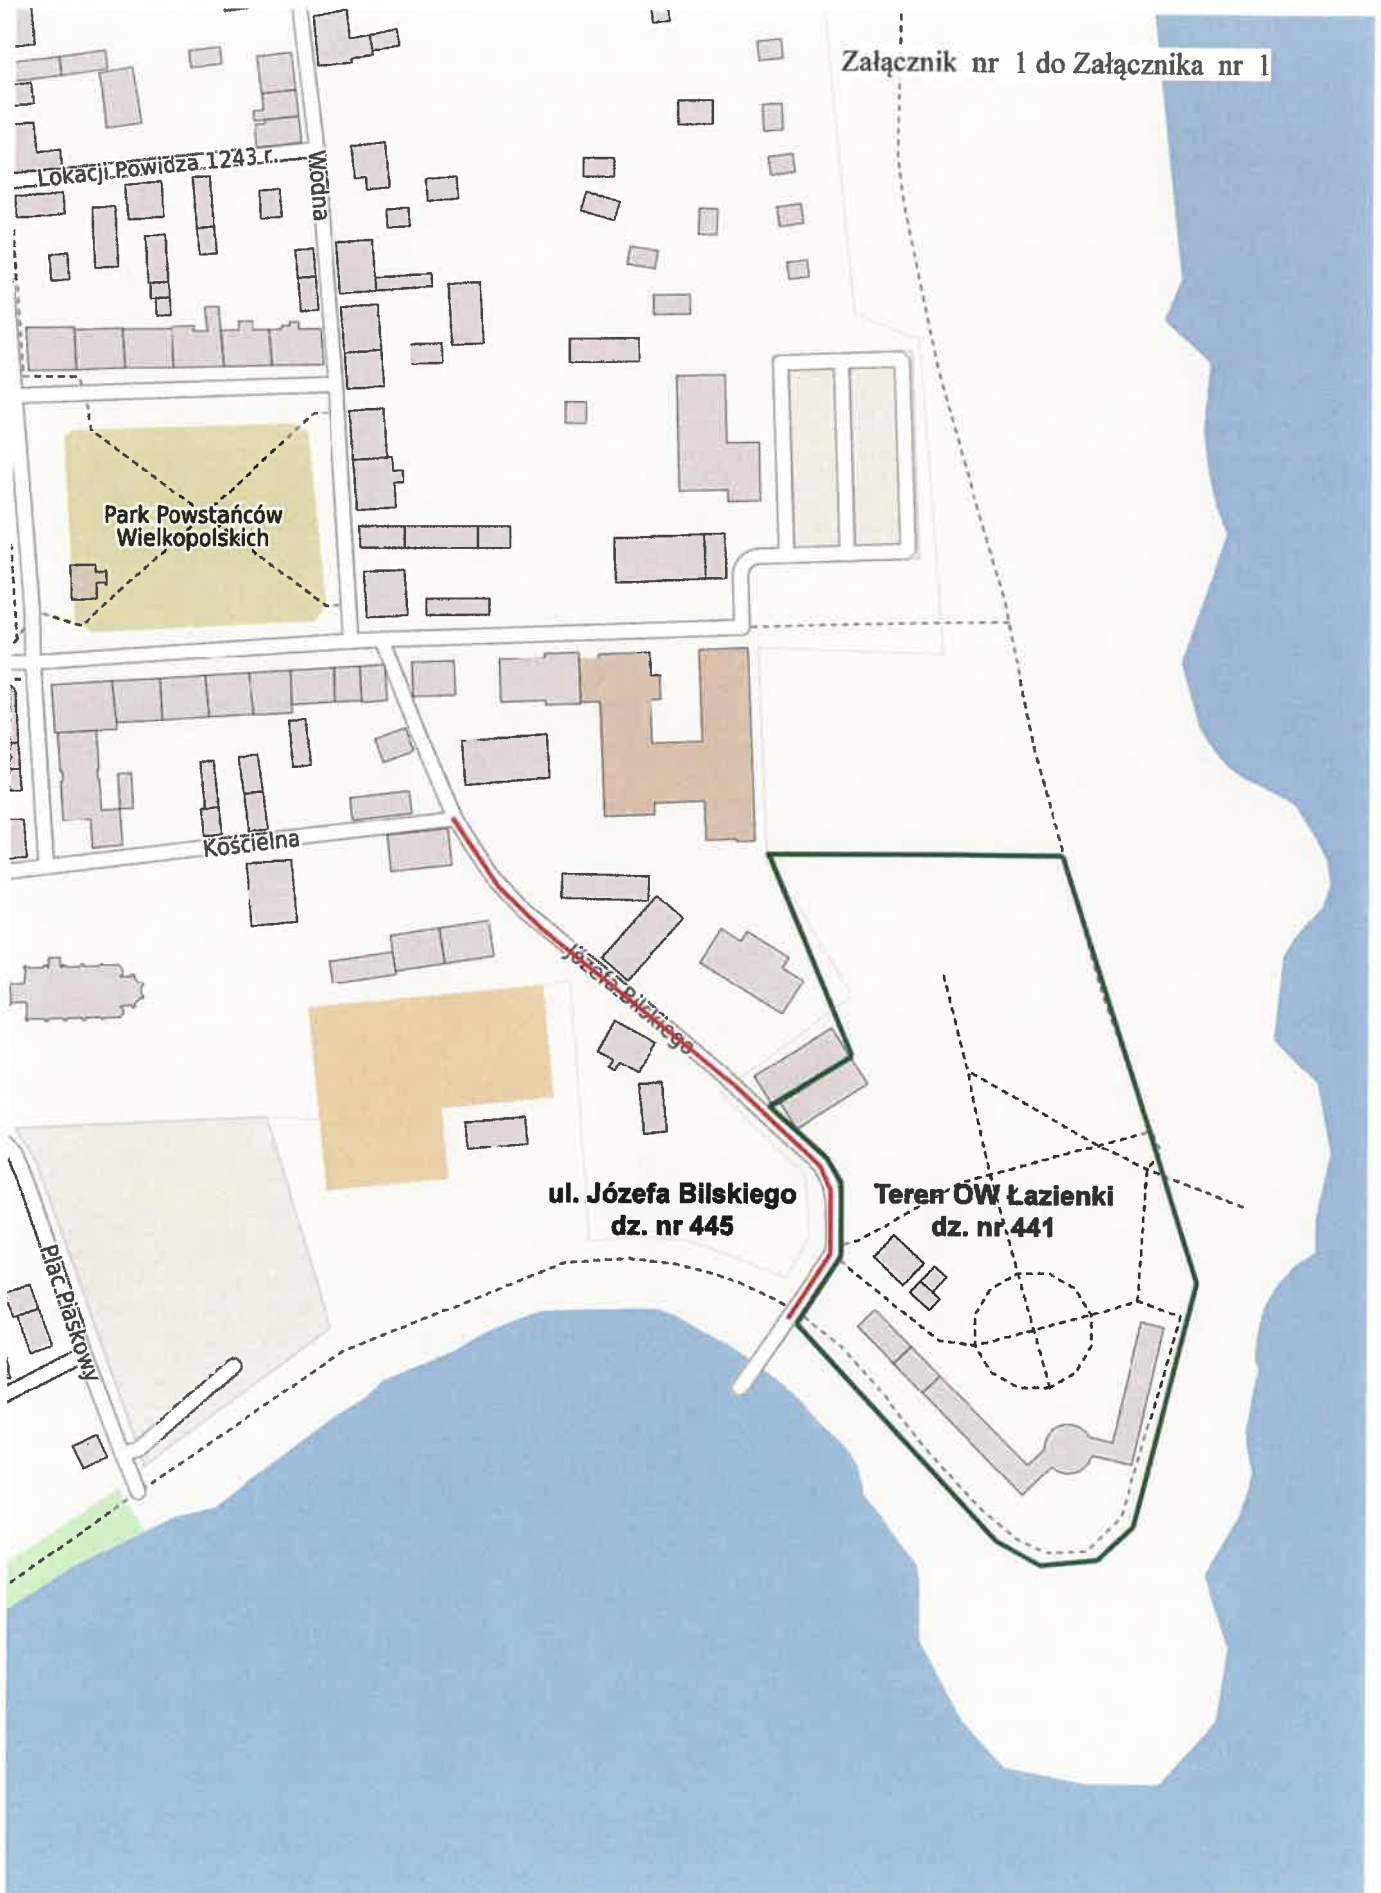 Załącznik nr 1 do Załącznika nr 1
Lokacji Powidza 1243 r.
Wodna
Park Powstańców
Wielkopolskich
Kościelna
Józefa Bilskiego
ul. Józefa Bilskiego
dz. nr 445
Teren OW Łazienki
dz. nr 441
Plac Piaskowy